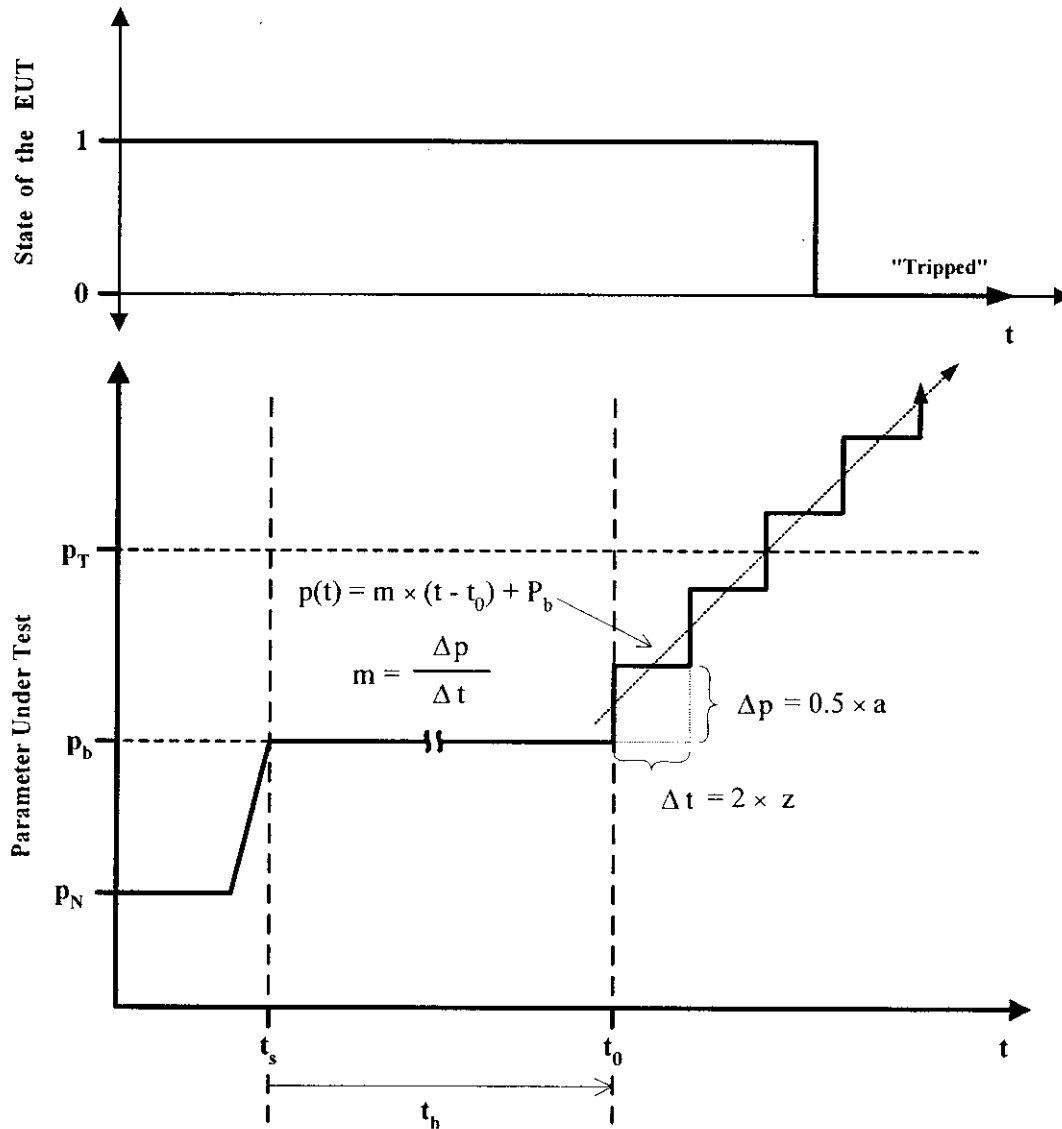 State of the EUT
1
0
"Tripped"
t
Parameter Under Test
p_T
p(t) = m × (t - t_0) + P_b
m = Δp / Δt
Δp = 0.5 × a
p_b
Δt = 2 × z
p_N
t_s
t_0
t
t_h